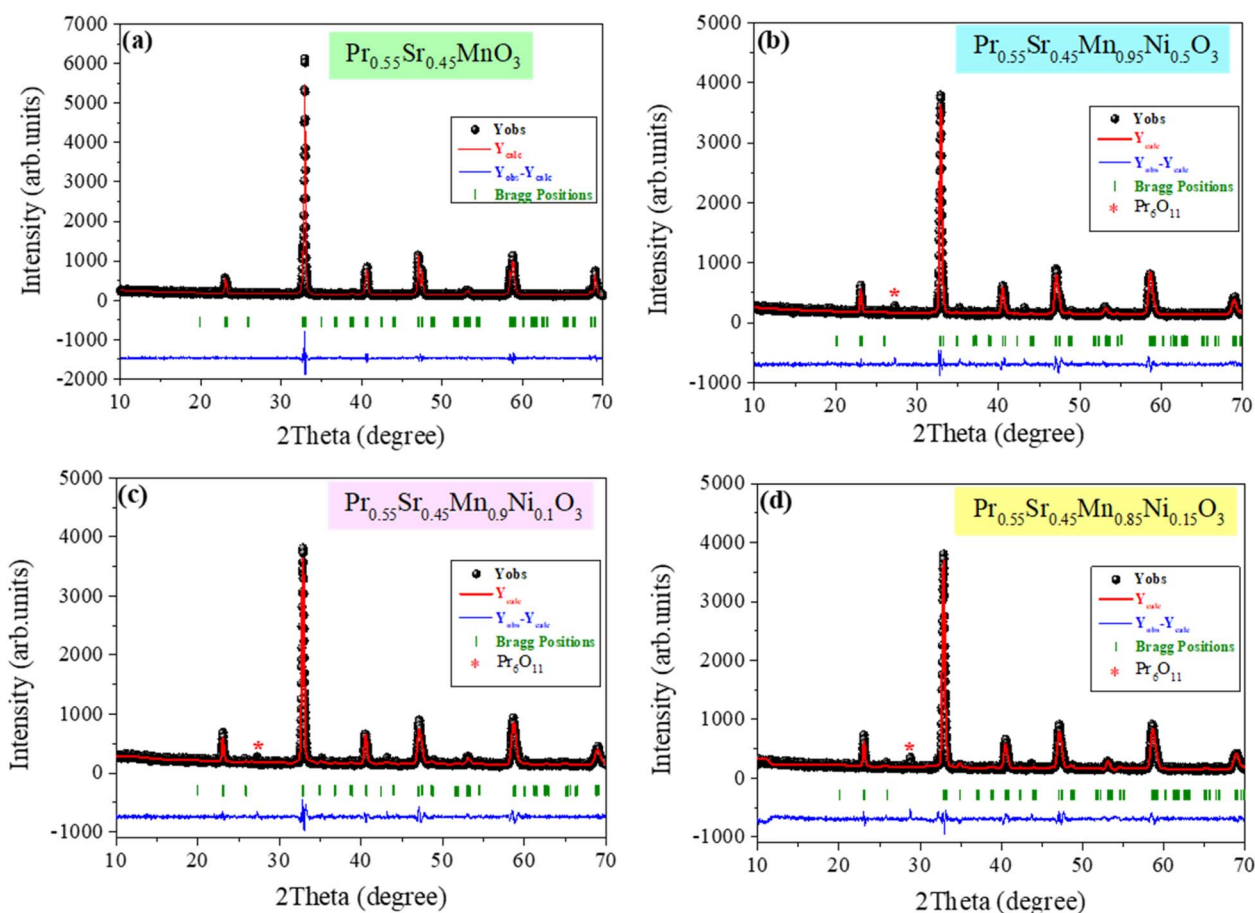 (a)
Pr0.55Sr0.45MnO3
Yobs
Ycalc
Yobs-Ycalc
Bragg Positions
Intensity (arb.units)
7000
6000
5000
4000
3000
2000
1000
0
-1000
-2000
10 20 30 40 50 60 70
2Theta (degree)
(b)
Pr0.55Sr0.45Mn0.95Ni0.5O3
Yobs
Ycalc
Yobs-Ycalc
Bragg Positions
* Pr6O11
*
Intensity (arb.units)
5000
4000
3000
2000
1000
0
-1000
10 20 30 40 50 60 70
2Theta (degree)
(c)
Pr0.55Sr0.45Mn0.9Ni0.1O3
Yobs
Ycalc
Yobs-Ycalc
Bragg Positions
* Pr6O11
*
Intensity (arb.units)
5000
4000
3000
2000
1000
0
-1000
10 20 30 40 50 60 70
2Theta (degree)
(d)
Pr0.55Sr0.45Mn0.85Ni0.15O3
Yobs
Ycalc
Yobs-Ycalc
Bragg Positions
* Pr6O11
*
Intensity (arb.units)
5000
4000
3000
2000
1000
0
-1000
10 20 30 40 50 60 70
2Theta (degree)